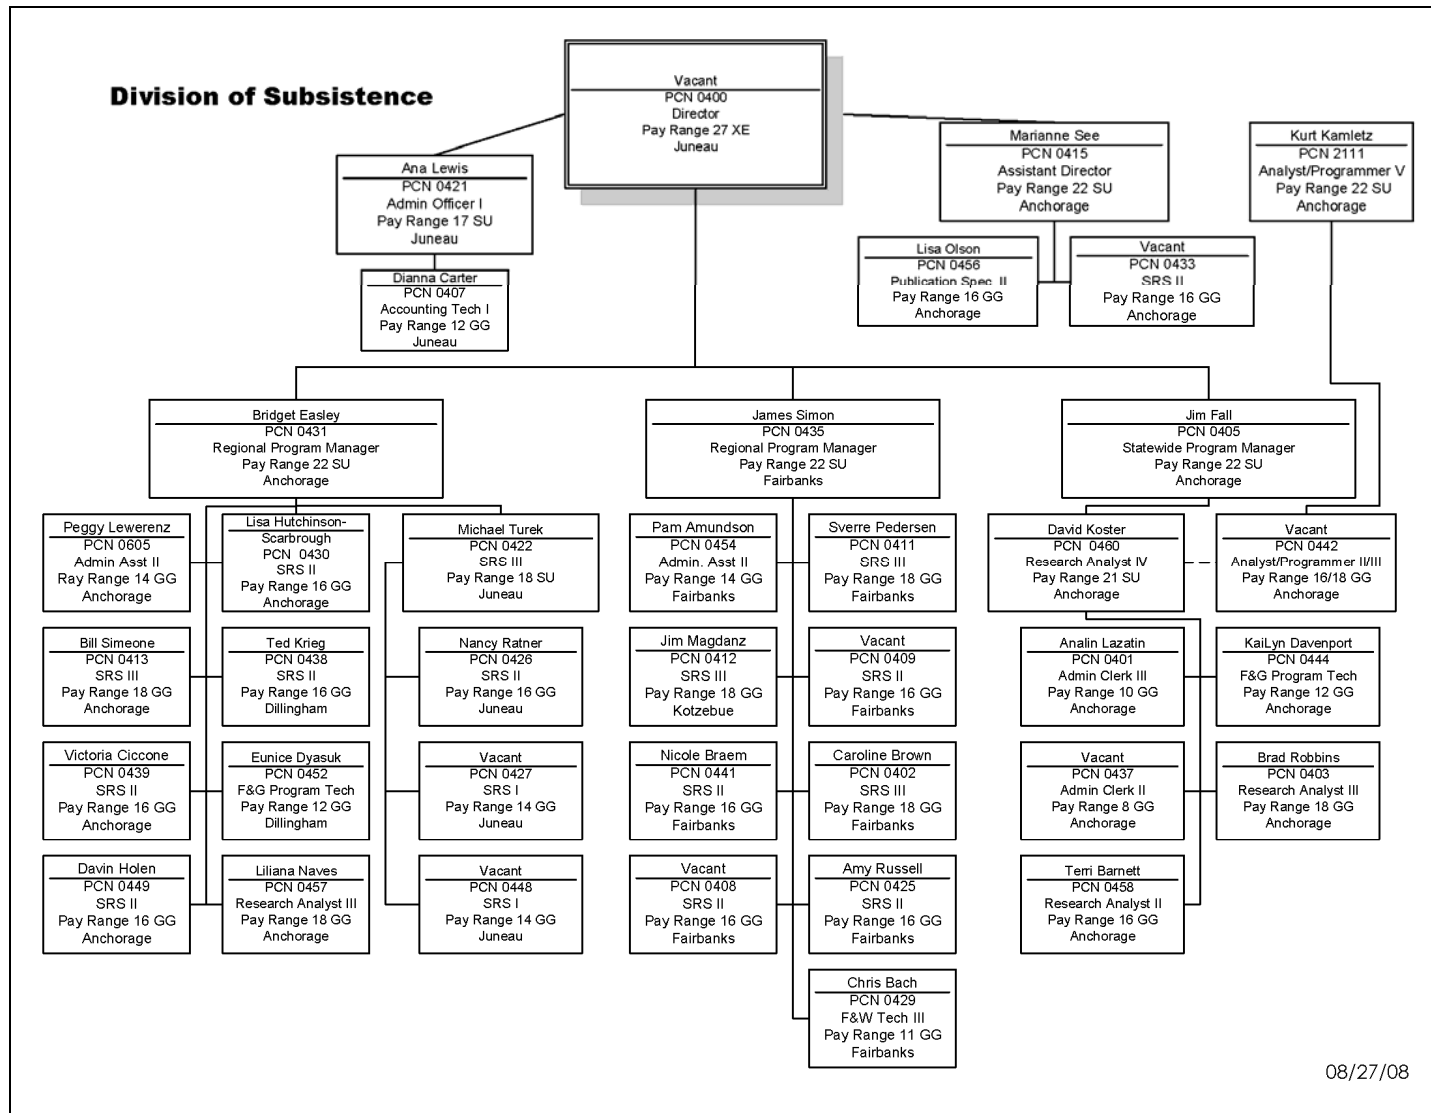 Division of Subsistence
Vacant
PCN 0400
Director
Pay Range 27 XE
Juneau
Ana Lewis
PCN 0421
Admin Officer I
Pay Range 17 SU
Juneau
Dianna Carter
PCN 0407
Accounting Tech I
Pay Range 12 GG
Juneau
Marianne See
PCN 0415
Assistant Director
Pay Range 22 SU
Anchorage
Kurt Kamletz
PCN 2111
Analyst/Programmer V
Pay Range 22 SU
Anchorage
Lisa Olson
PCN 0456
Publication Spec. II
Pay Range 16 GG
Anchorage
Vacant
PCN 0433
SRS II
Pay Range 16 GG
Anchorage
Bridget Easley
PCN 0431
Regional Program Manager
Pay Range 22 SU
Anchorage
James Simon
PCN 0435
Regional Program Manager
Pay Range 22 SU
Fairbanks
Jim Fall
PCN 0405
Statewide Program Manager
Pay Range 22 SU
Anchorage
Peggy Lewerenz
PCN 0605
Admin Asst II
Ray Range 14 GG
Anchorage
Lisa Hutchinson-
Scarbrough
PCN 0430
SRS II
Pay Range 16 GG
Anchorage
Michael Turek
PCN 0422
SRS III
Pay Range 18 SU
Juneau
Pam Amundson
PCN 0454
Admin. Asst II
Pay Range 14 GG
Fairbanks
Sverre Pedersen
PCN 0411
SRS III
Pay Range 18 GG
Fairbanks
David Koster
PCN 0460
Research Analyst IV
Pay Range 21 SU
Anchorage
Vacant
PCN 0442
Analyst/Programmer II/III
Pay Range 16/18 GG
Anchorage
Bill Simeone
PCN 0413
SRS III
Pay Range 18 GG
Anchorage
Ted Krieg
PCN 0438
SRS II
Pay Range 16 GG
Dillingham
Nancy Ratner
PCN 0426
SRS II
Pay Range 16 GG
Juneau
Jim Magdanz
PCN 0412
SRS III
Pay Range 18 GG
Kotzebue
Vacant
PCN 0409
SRS II
Pay Range 16 GG
Fairbanks
Analin Lazatin
PCN 0401
Admin Clerk III
Pay Range 10 GG
Anchorage
KaiLyn Davenport
PCN 0444
F&G Program Tech
Pay Range 12 GG
Anchorage
Victoria Ciccone
PCN 0439
SRS II
Pay Range 16 GG
Anchorage
Eunice Dyasuk
PCN 0452
F&G Program Tech
Pay Range 12 GG
Dillingham
Vacant
PCN 0427
SRS I
Pay Range 14 GG
Juneau
Nicole Braem
PCN 0441
SRS II
Pay Range 16 GG
Fairbanks
Caroline Brown
PCN 0402
SRS III
Pay Range 18 GG
Fairbanks
Vacant
PCN 0437
Admin Clerk II
Pay Range 8 GG
Anchorage
Brad Robbins
PCN 0403
Research Analyst III
Pay Range 18 GG
Anchorage
Davin Holen
PCN 0449
SRS II
Pay Range 16 GG
Anchorage
Liliana Naves
PCN 0457
Research Analyst III
Pay Range 18 GG
Anchorage
Vacant
PCN 0448
SRS I
Pay Range 14 GG
Juneau
Vacant
PCN 0408
SRS II
Pay Range 16 GG
Fairbanks
Amy Russell
PCN 0425
SRS II
Pay Range 16 GG
Fairbanks
Terri Barnett
PCN 0458
Research Analyst II
Pay Range 16 GG
Anchorage
Chris Bach
PCN 0429
F&W Tech III
Pay Range 11 GG
Fairbanks
08/27/08